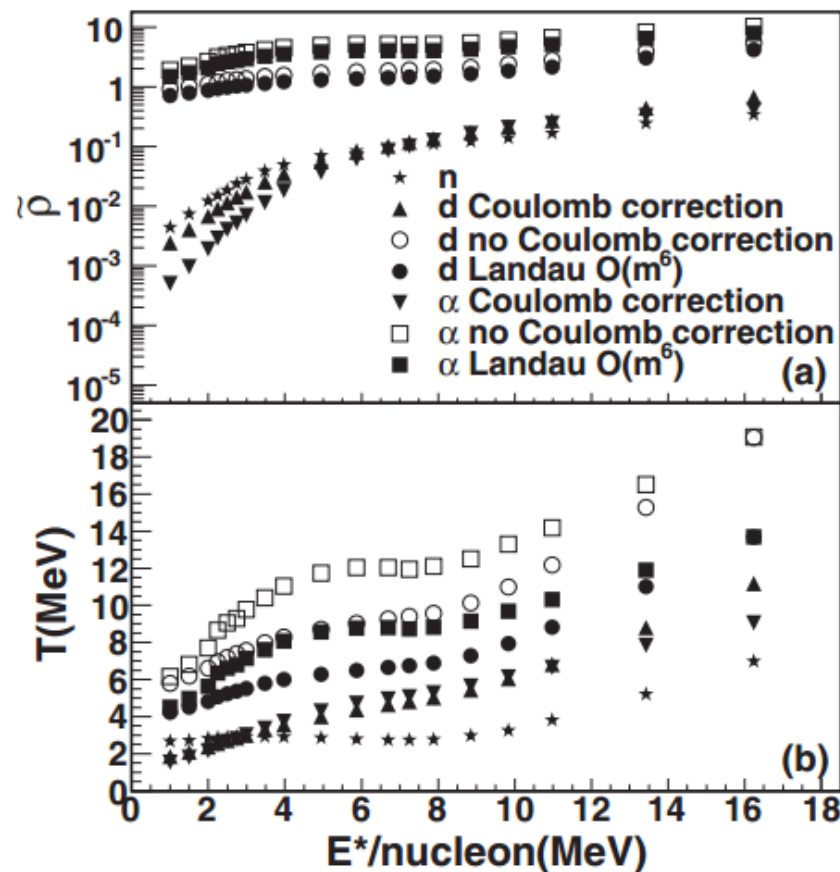 10
1
10⁻¹
10⁻²
10⁻³
10⁻⁴
10⁻⁵
ρ̃
n
d Coulomb correction
d no Coulomb correction
d Landau O(m⁶)
α Coulomb correction
α no Coulomb correction
α Landau O(m⁶)
(a)
20
18
16
14
12
10
8
6
4
2
0
T(MeV)
(b)
0 2 4 6 8 10 12 14 16 18
E*/nucleon(MeV)